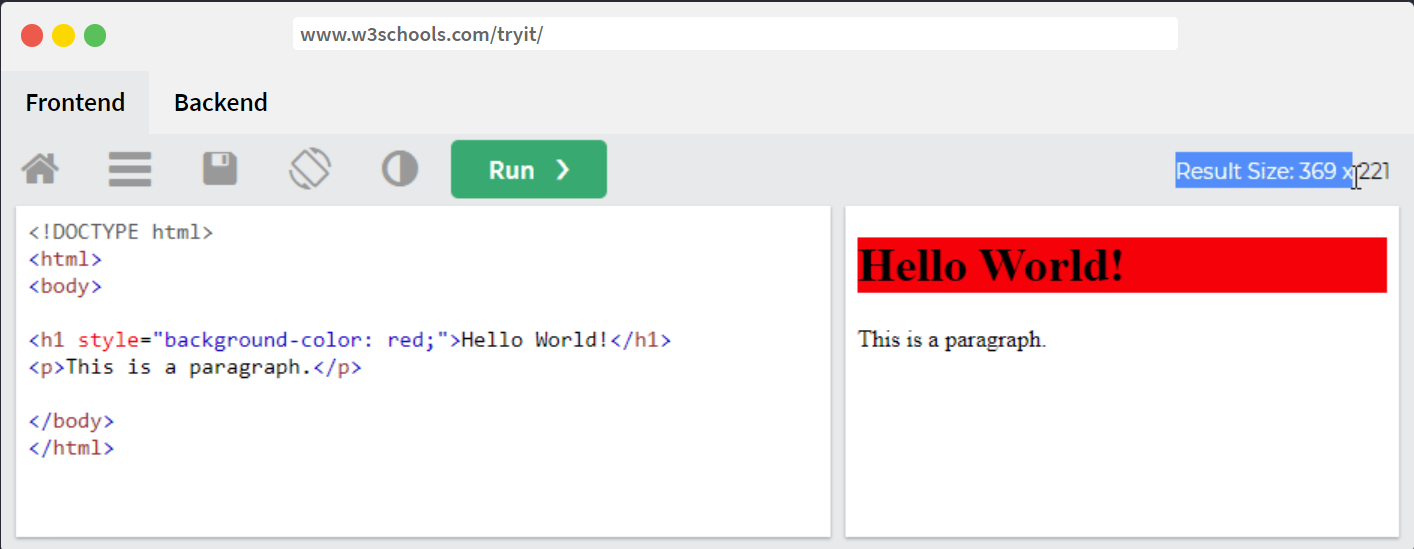 www.w3schools.com/tryit/
Frontend Backend
Run ❯
Result Size: 369 x 221
<!DOCTYPE html>
<html>
<body>
<h1 style="background-color: red;">Hello World!</h1>
<p>This is a paragraph.</p>
</body>
</html>
Hello World!
This is a paragraph.